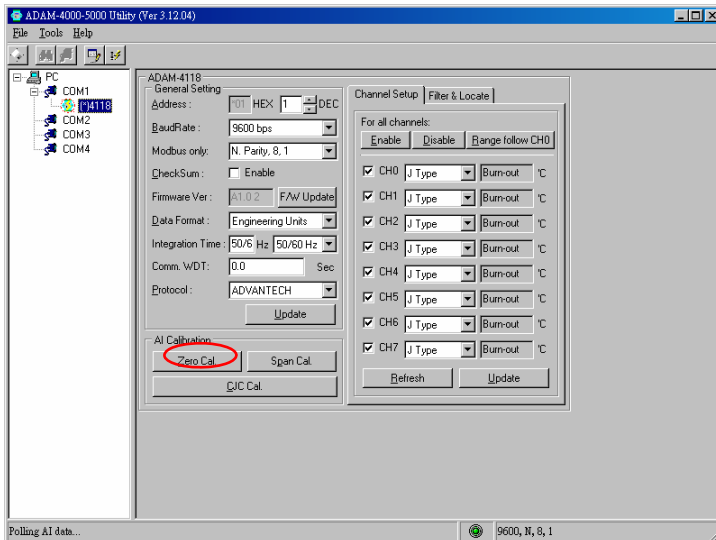 ADAM-4000-5000 Utility (Ver 3.12.04)
File Tools Help
PC
COM1
(*)4118
COM2
COM3
COM4
ADAM-4118
General Setting
Address : *01 HEX 1 DEC
BaudRate : 9600 bps
Modbus only: N. Parity, 8, 1
CheckSum : Enable
Firmware Ver : A1.0 2 F/W Update
Data Format : Engineering Units
Integration Time : 50/6 Hz 50/60 Hz
Comm. WDT: 0.0 Sec
Protocol : ADVANTECH
Update
AI Calibration
Zero Cal. Span Cal.
CJC Cal.
Channel Setup Filter & Locate
For all channels:
Enable Disable Range follow CH0
CH0 J Type Burn-out °C
CH1 J Type Burn-out °C
CH2 J Type Burn-out °C
CH3 J Type Burn-out °C
CH4 J Type Burn-out °C
CH5 J Type Burn-out °C
CH6 J Type Burn-out °C
CH7 J Type Burn-out °C
Refresh Update
Polling AI data... 9600, N, 8, 1